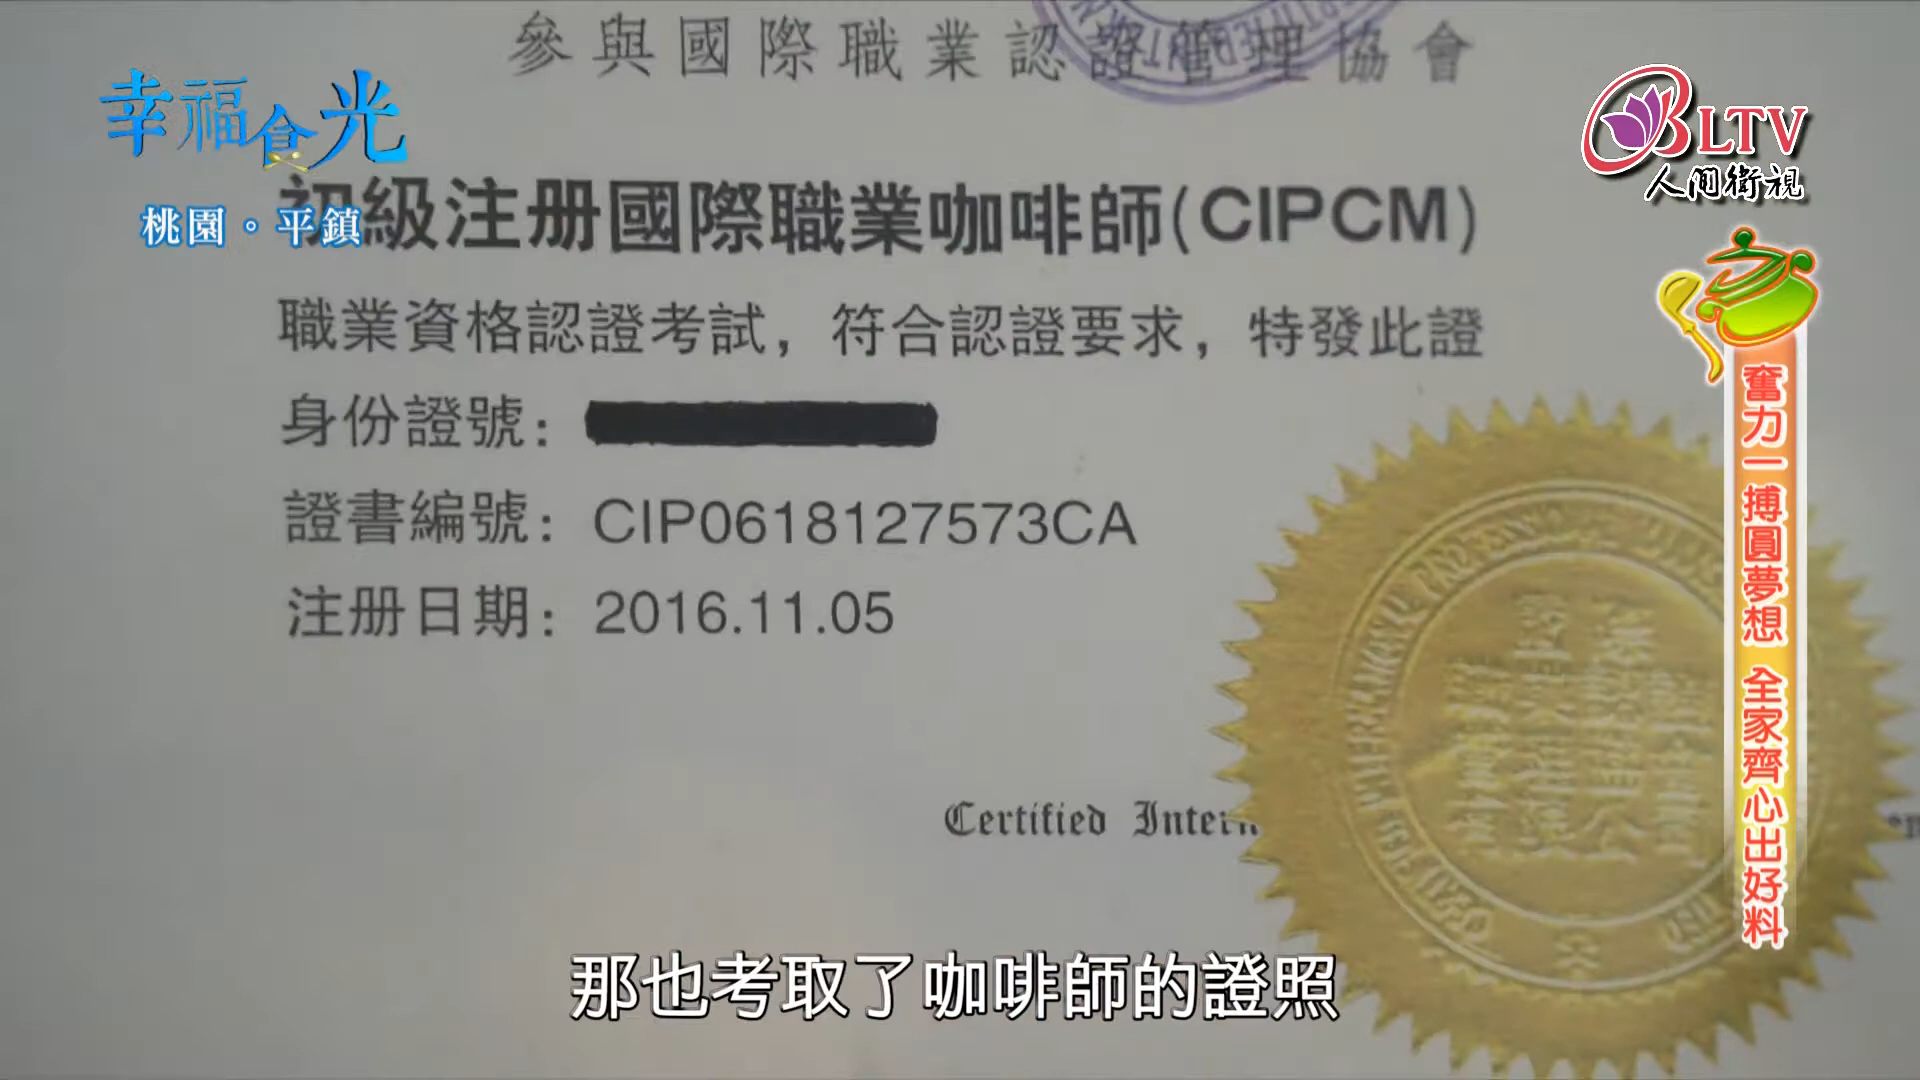 參與國際職業認證管理協會
幸福食光
桃園。平鎮
BLTV
人間衛視
初級注册國際職業咖啡師(CIPCM)
職業資格認證考試，符合認證要求，特發此證
身份證號：
證書編號：CIP0618127573CA
注册日期：2016.11.05
奮力一搏圓夢想 全家齊心出好料
Certified
那也考取了咖啡師的證照